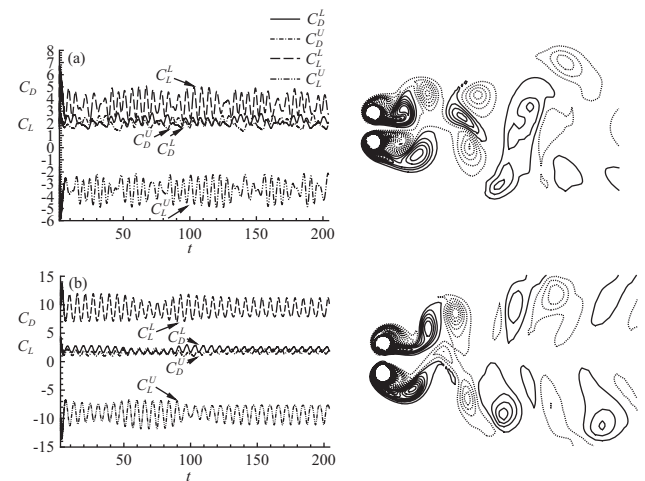 C_D^L
C_D^U
C_L^L
C_L^U
(a)
8
7
6
5
4
3
2
1
0
-1
-2
-3
-4
-5
-6
C_D
C_L
C_L^L
C_D^U
C_D^L
C_L^U
50 100 150 200
t
(b)
15
10
5
0
-5
-10
-15
C_D
C_L
C_L^L
C_D^L
C_D^U
C_L^U
50 100 150 200
t